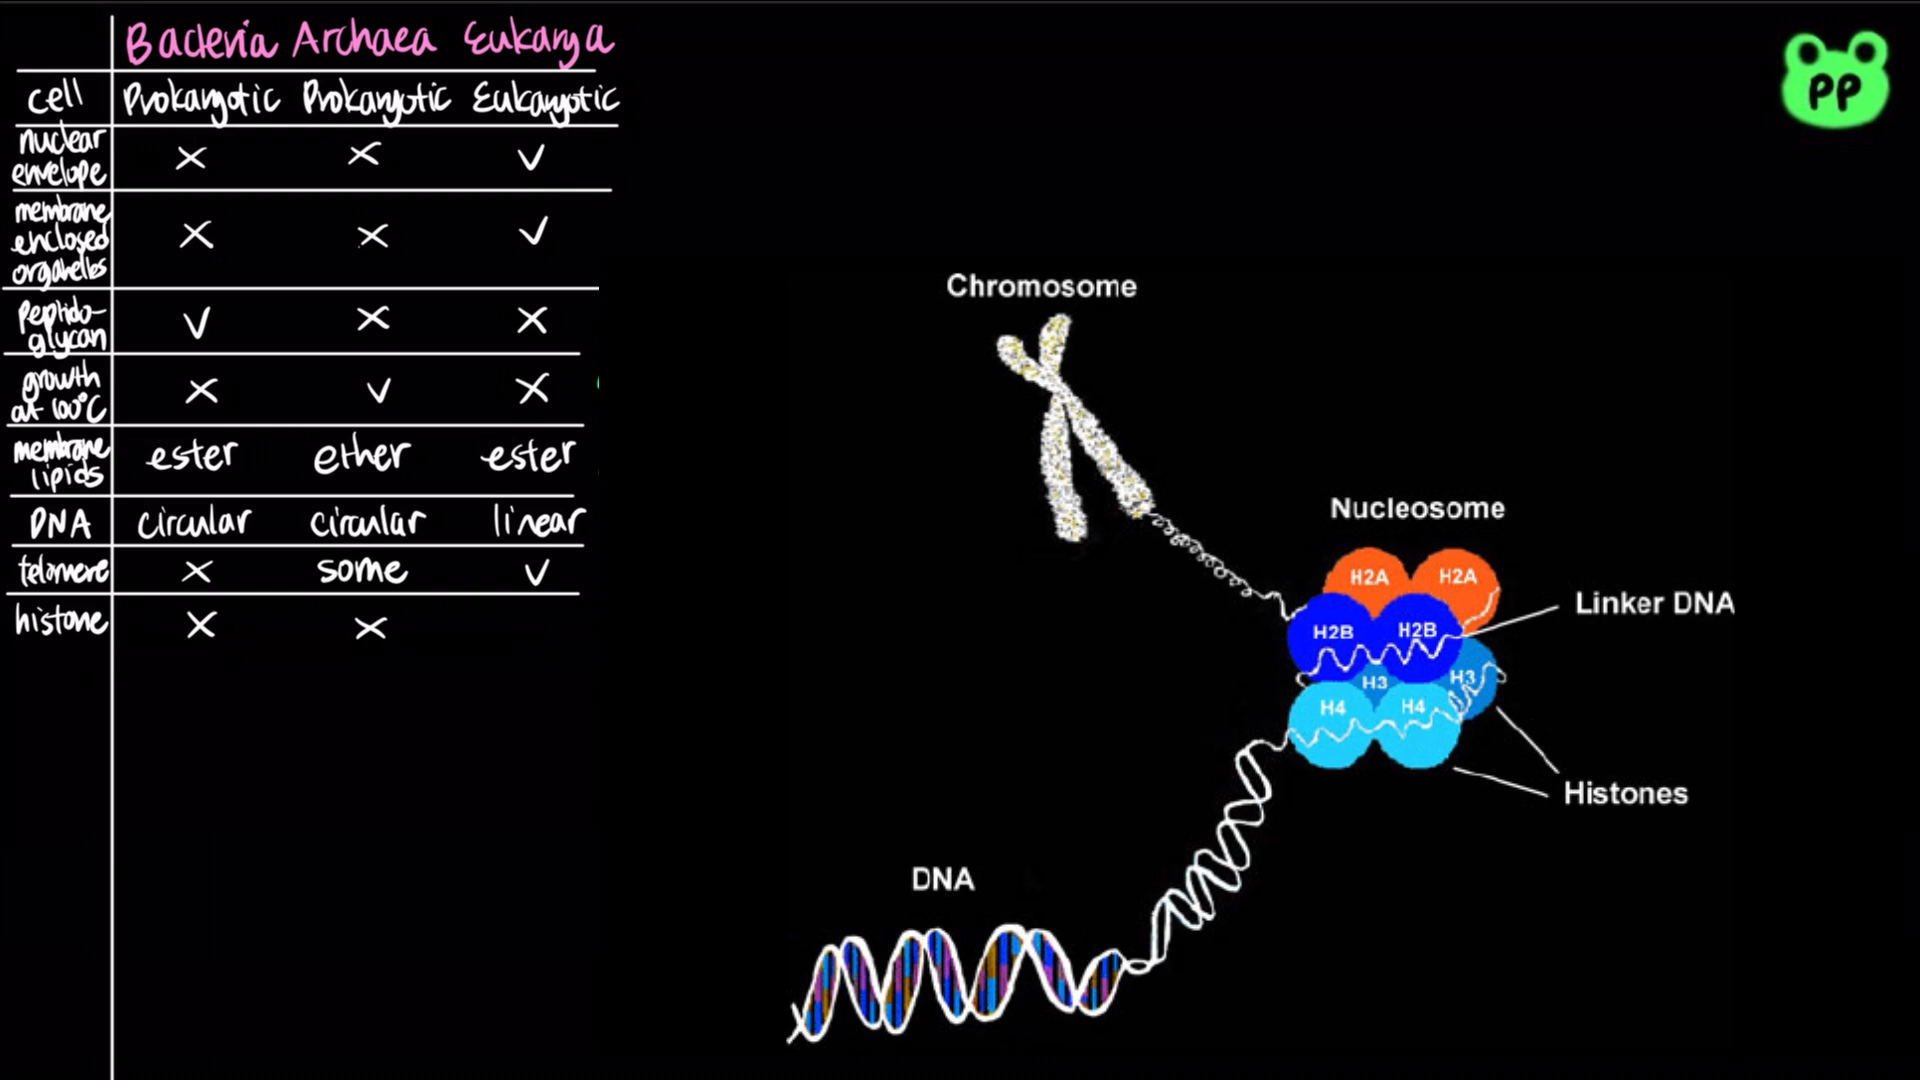 Bacteria Archaea Eukarya
cell Prokaryotic Prokaryotic Eukaryotic
nuclear envelope X X ✓
membrane enclosed organelles X X ✓
peptido-glycan ✓ X X
growth at 100°C X ✓ X
membrane lipids ester ether ester
DNA circular circular linear
telomere X some ✓
histone X X
PP
Chromosome
Nucleosome
H2A H2A
Linker DNA
H2B H2B
H3 H3
H4 H4
Histones
DNA